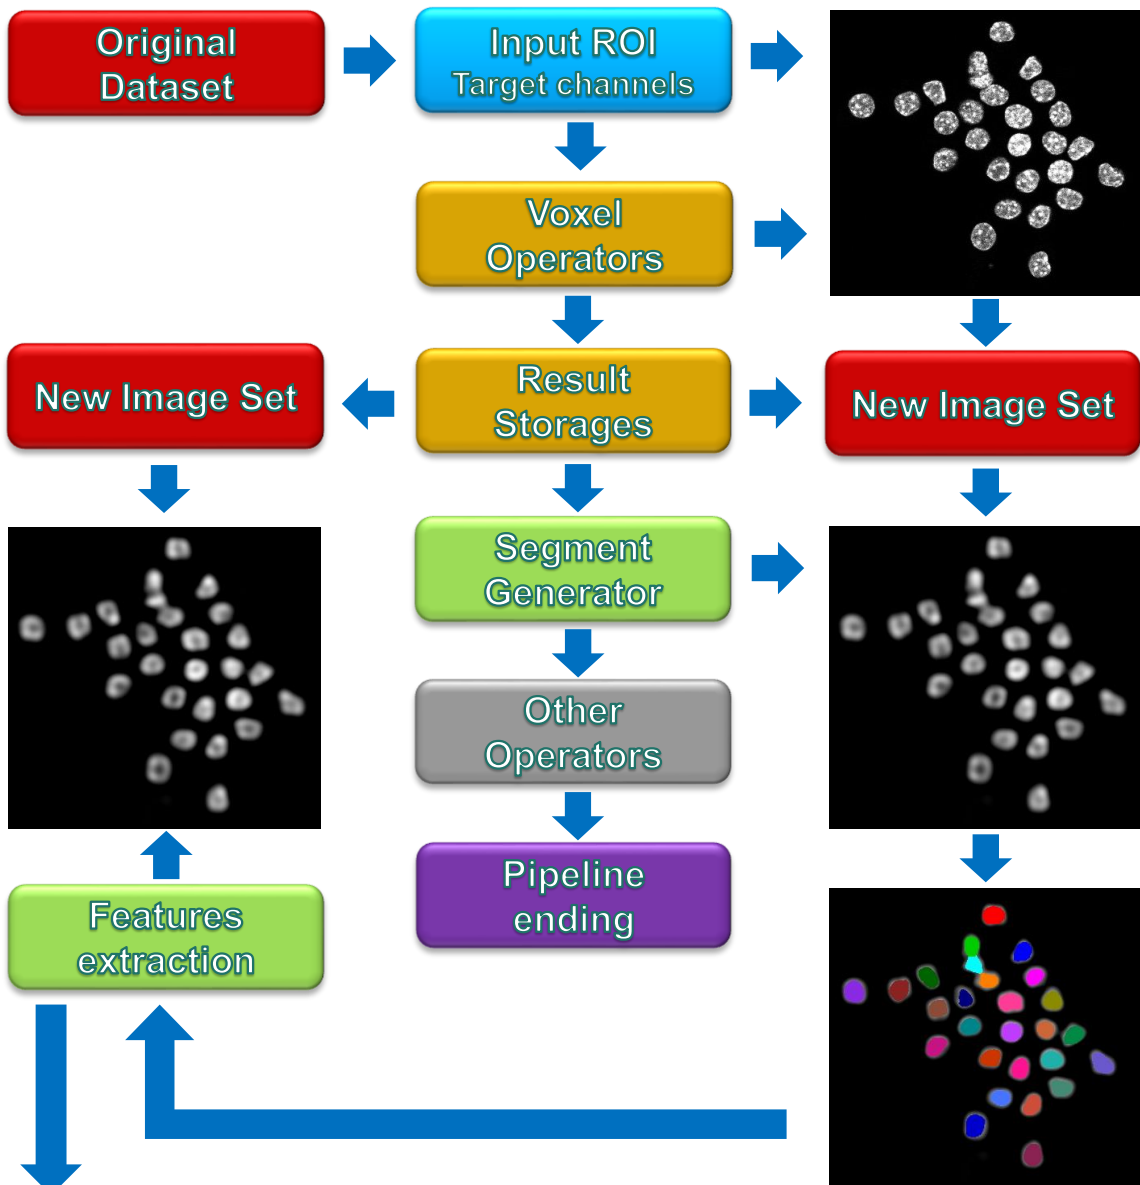 Original
Dataset
Input ROI
Target channels
Voxel
Operators
New Image Set
Result
Storages
New Image Set
Segment
Generator
Other
Operators
Pipeline
ending
Features
extraction